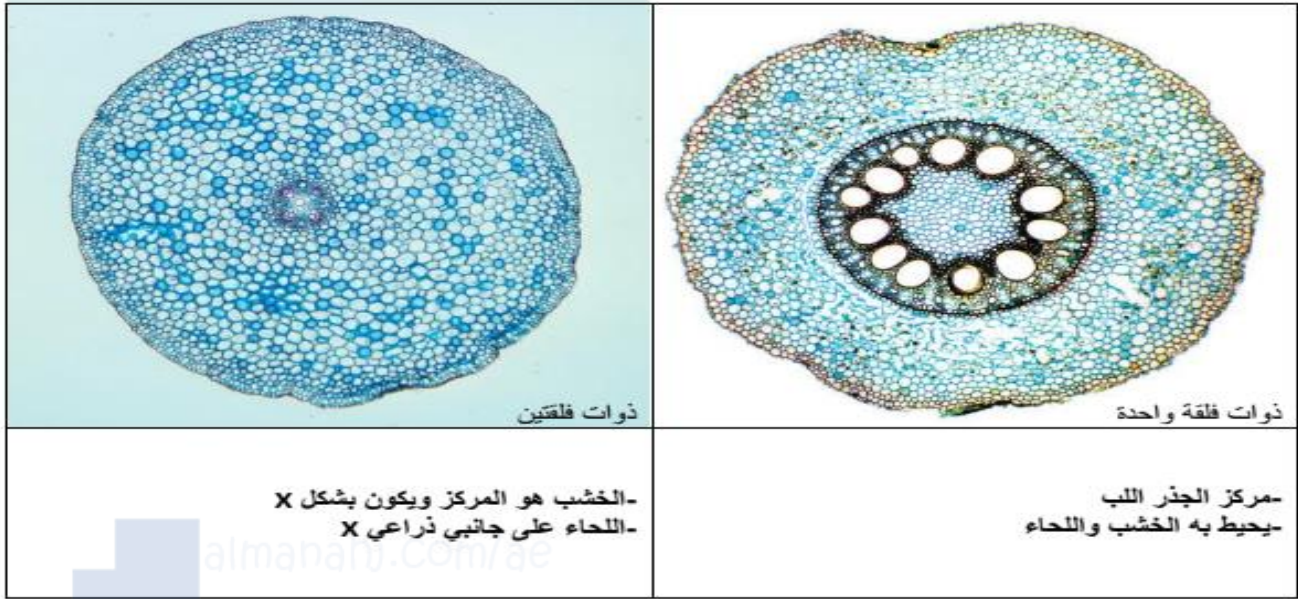 ذوات فلقة واحدة
ذوات فلقتين
-مركز الجذر اللب
-يحيط به الخشب واللحاء
-الخشب هو المركز ويكون بشكل X
-اللحاء على جانبي ذراعي X
almanahj.com/ae